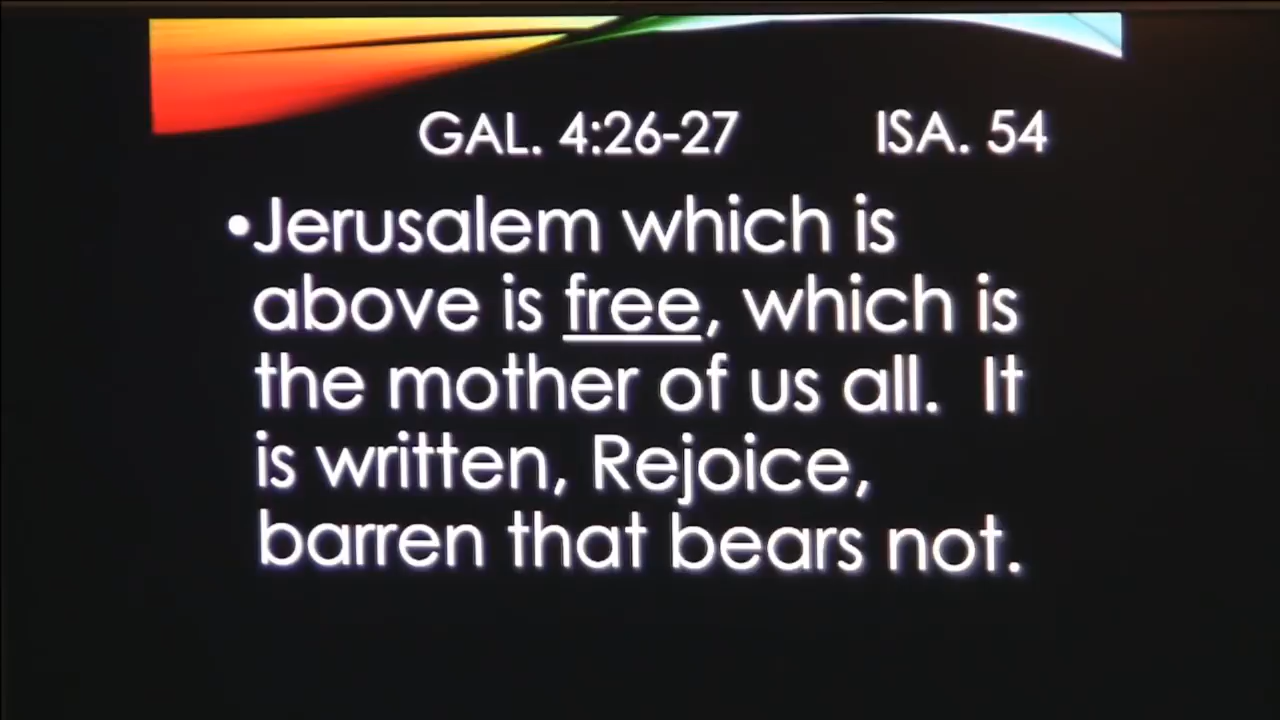 GAL. 4:26-27 ISA. 54
•Jerusalem which is
above is free, which is
the mother of us all. It
is written, Rejoice,
barren that bears not.